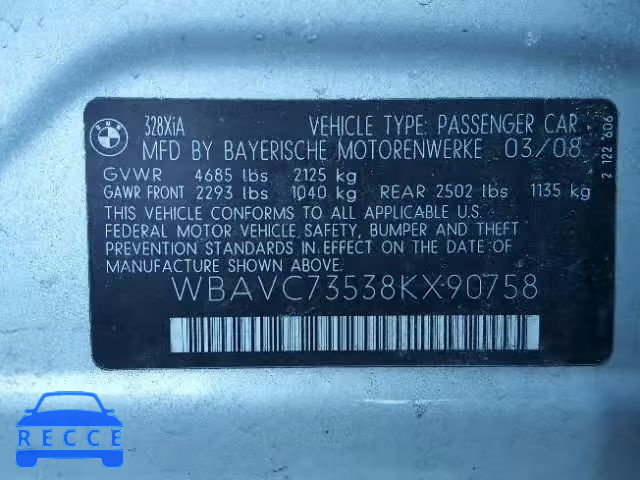 BMW
328XiA VEHICLE TYPE: PASSENGER CAR
MFD BY BAYERISCHE MOTORENWERKE 03/08
GVWR 4685 lbs 2125 kg
GAWR FRONT 2293 lbs 1040 kg REAR 2502 lbs 1135 kg
THIS VEHICLE CONFORMS TO ALL APPLICABLE U.S.
FEDERAL MOTOR VEHICLE, SAFETY, BUMPER AND THEFT
PREVENTION STANDARDS IN EFFECT ON THE DATE OF
MANUFACTURE SHOWN ABOVE.
WBAVC73538KX90758
2 122 606
RECCE